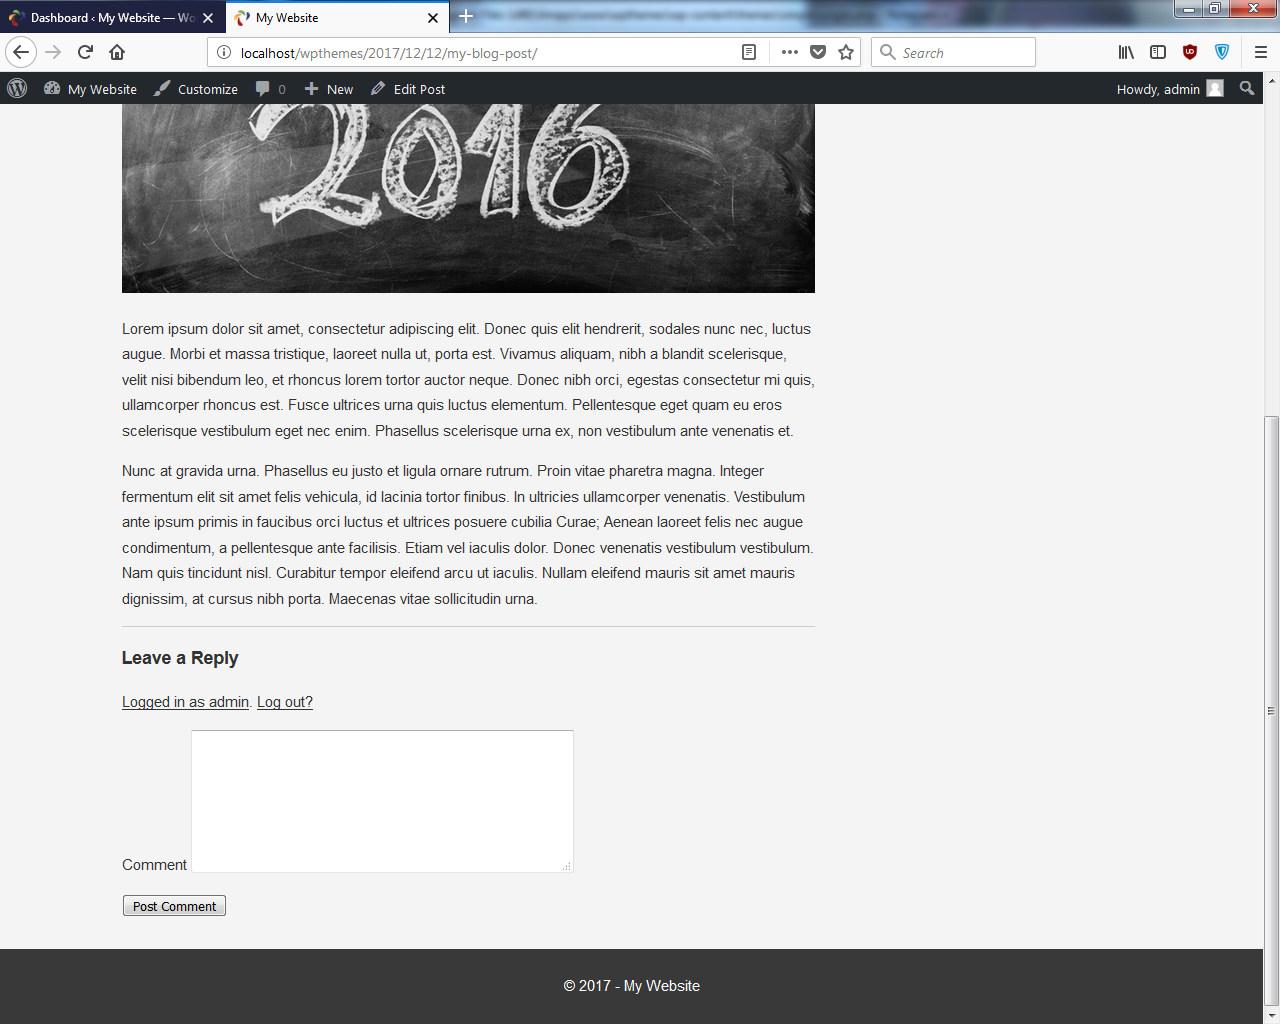 Dashboard ‹ My Website — Wo
My Website
localhost/wpthemes/2017/12/12/my-blog-post/
Search
My Website
Customize
0
New
Edit Post
Howdy, admin
2016
Lorem ipsum dolor sit amet, consectetur adipiscing elit. Donec quis elit hendrerit, sodales nunc nec, luctus
augue. Morbi et massa tristique, laoreet nulla ut, porta est. Vivamus aliquam, nibh a blandit scelerisque,
velit nisi bibendum leo, et rhoncus lorem tortor auctor neque. Donec nibh orci, egestas consectetur mi quis,
ullamcorper rhoncus est. Fusce ultrices urna quis luctus elementum. Pellentesque eget quam eu eros
scelerisque vestibulum eget nec enim. Phasellus scelerisque urna ex, non vestibulum ante venenatis et.
Nunc at gravida urna. Phasellus eu justo et ligula ornare rutrum. Proin vitae pharetra magna. Integer
fermentum elit sit amet felis vehicula, id lacinia tortor finibus. In ultricies ullamcorper venenatis. Vestibulum
ante ipsum primis in faucibus orci luctus et ultrices posuere cubilia Curae; Aenean laoreet felis nec augue
condimentum, a pellentesque ante facilisis. Etiam vel iaculis dolor. Donec venenatis vestibulum vestibulum.
Nam quis tincidunt nisl. Curabitur tempor eleifend arcu ut iaculis. Nullam eleifend mauris sit amet mauris
dignissim, at cursus nibh porta. Maecenas vitae sollicitudin urna.
Leave a Reply
Logged in as admin. Log out?
Comment
Post Comment
© 2017 - My Website